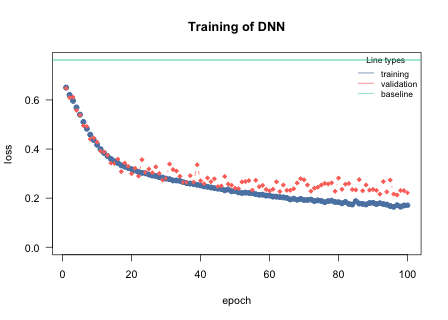 Training of DNN
Line types
training
validation
baseline
loss
0.6
0.4
0.2
0.0
0 20 40 60 80 100
epoch